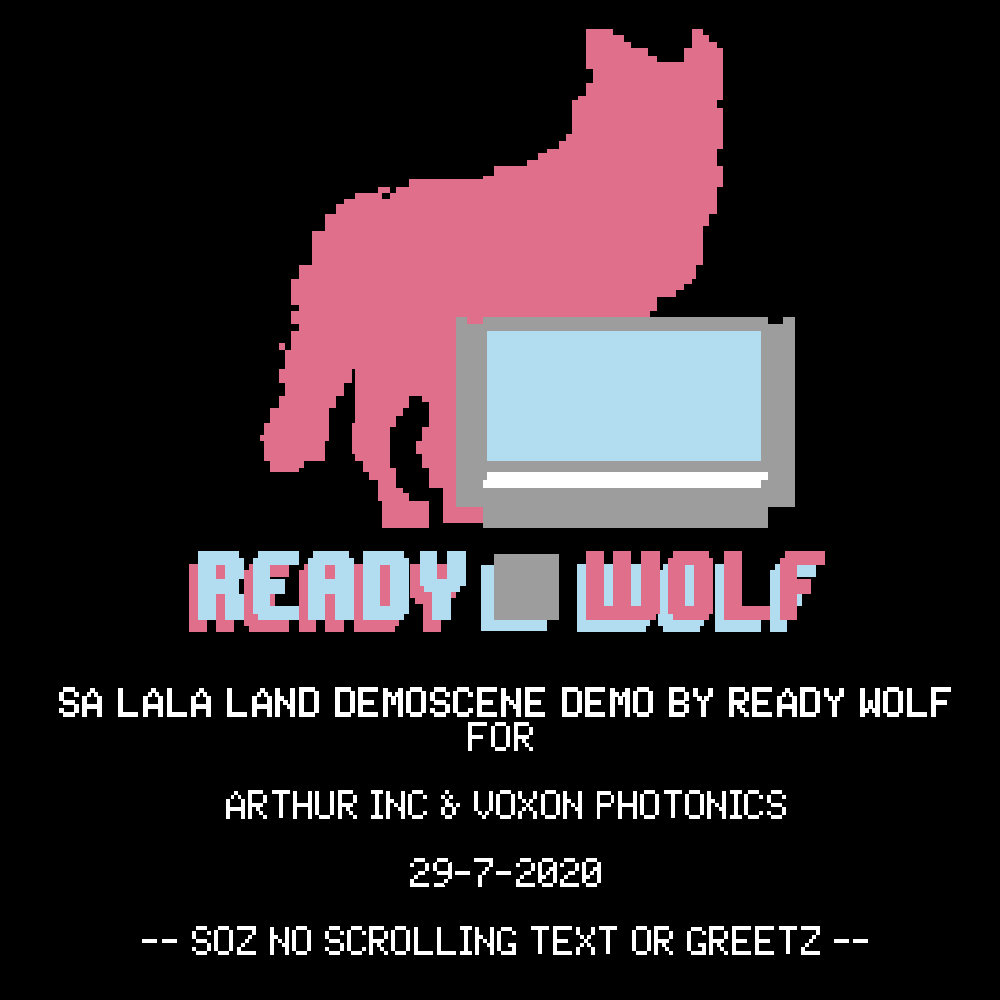 READY WOLF
SA LALA LAND DEMOSCENE DEMO BY READY WOLF
FOR
ARTHUR INC & VOXON PHOTONICS
29-7-2020
-- SOZ NO SCROLLING TEXT OR GREETZ --